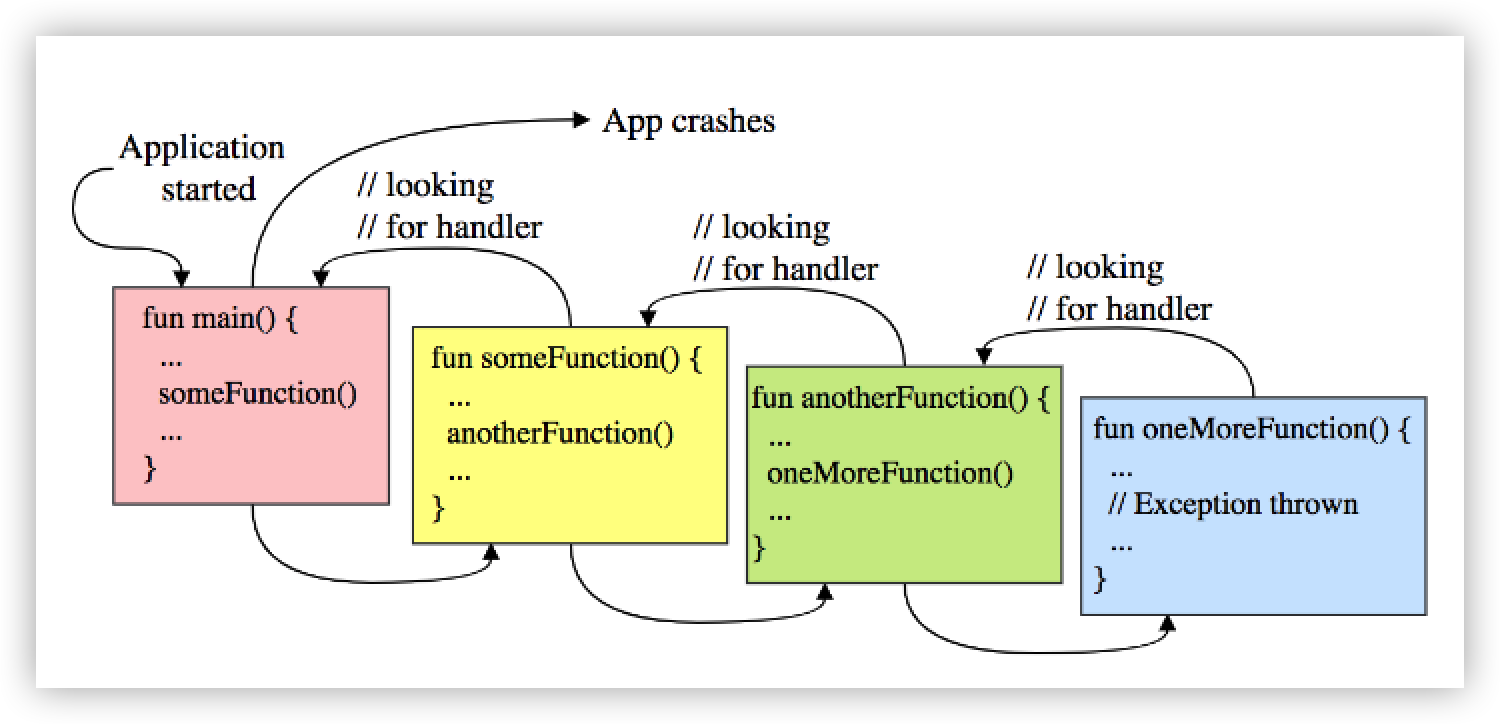 Application
started
App crashes
// looking
// for handler
// looking
// for handler
// looking
// for handler
fun main() {
...
someFunction()
...
}
fun someFunction() {
...
anotherFunction()
...
}
fun anotherFunction() {
...
oneMoreFunction()
...
}
fun oneMoreFunction() {
...
// Exception thrown
...
}